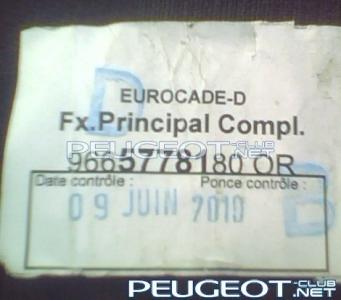 D
EUROCADE-D
Fx.Principal Compl.
PEUGEOT-CLUB.NET
9665778180 OR
Date contrôle :
Ponce contrôle :
09 JUIN 2010
D
PEUGEOT-CLUB.NET